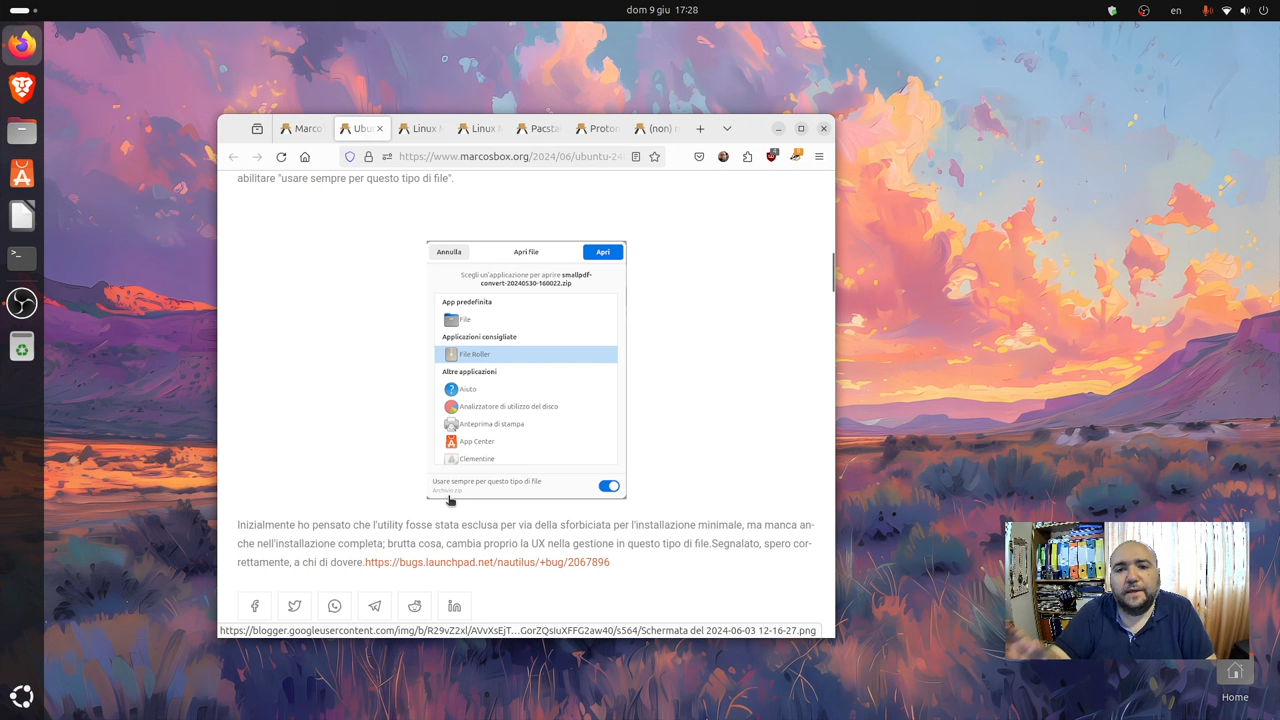 dom 9 giu 17:28
en
Marco
Ubu
Linux
Linux
Pacsta
Proton
(non) r
https://www.marcosbox.org/2024/06/ubuntu-24
abilitare "usare sempre per questo tipo di file".
Annulla
Apri file
Apri
Scegli un'applicazione per aprire smallpdf-
convert-20240530-160022.zip
App predefinita
File
Applicazioni consigliate
File Roller
Altre applicazioni
Aiuto
Analizzatore di utilizzo del disco
Anteprima di stampa
App Center
Clementine
Usare sempre per questo tipo di file
Archivio zip
Inizialmente ho pensato che l'utility fosse stata esclusa per via della sforbiciata per l'installazione minimale, ma manca an-
che nell'installazione completa; brutta cosa, cambia proprio la UX nella gestione in questo tipo di file.Segnalato, spero cor-
rettamente, a chi di dovere.https://bugs.launchpad.net/nautilus/+bug/2067896
https://blogger.googleusercontent.com/img/b/R29vZ2xl/AVvXsEjT…GorZQsIuXFFG2aw40/s564/Schermata del 2024-06-03 12-16-27.png
Home